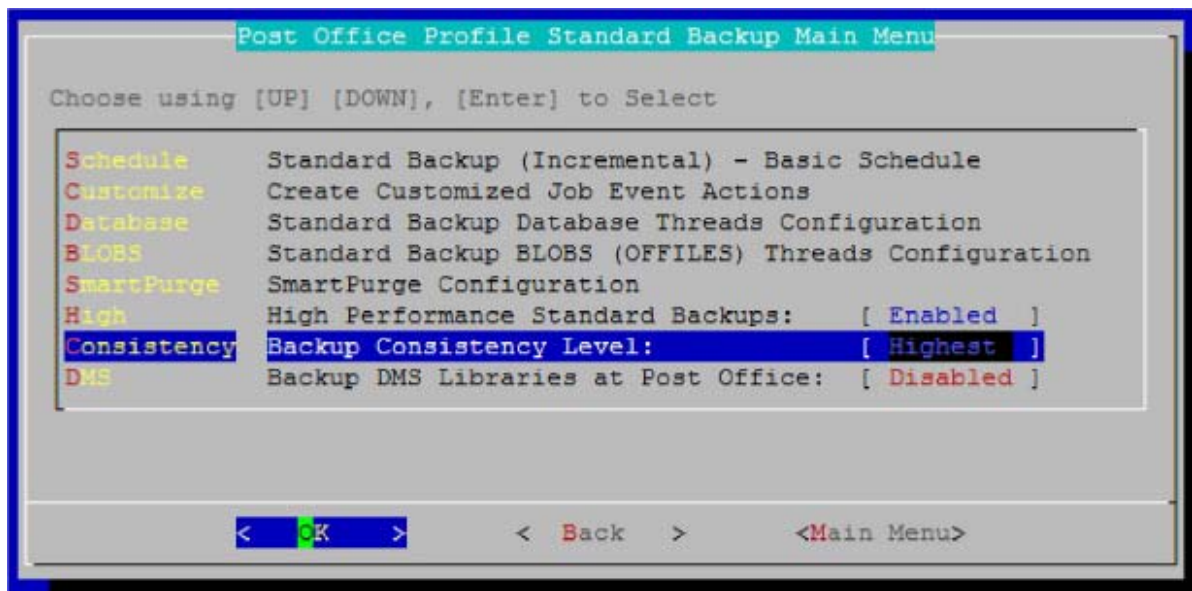 Post Office Profile Standard Backup Main Menu
Choose using [UP] [DOWN], [Enter] to Select
Schedule Standard Backup (Incremental) - Basic Schedule
Customize Create Customized Job Event Actions
Database Standard Backup Database Threads Configuration
BLOBS Standard Backup BLOBS (OFFILES) Threads Configuration
SmartPurge SmartPurge Configuration
High High Performance Standard Backups: [ Enabled ]
Consistency Backup Consistency Level: [ Highest ]
DMS Backup DMS Libraries at Post Office: [ Disabled ]
< OK > < Back > <Main Menu>